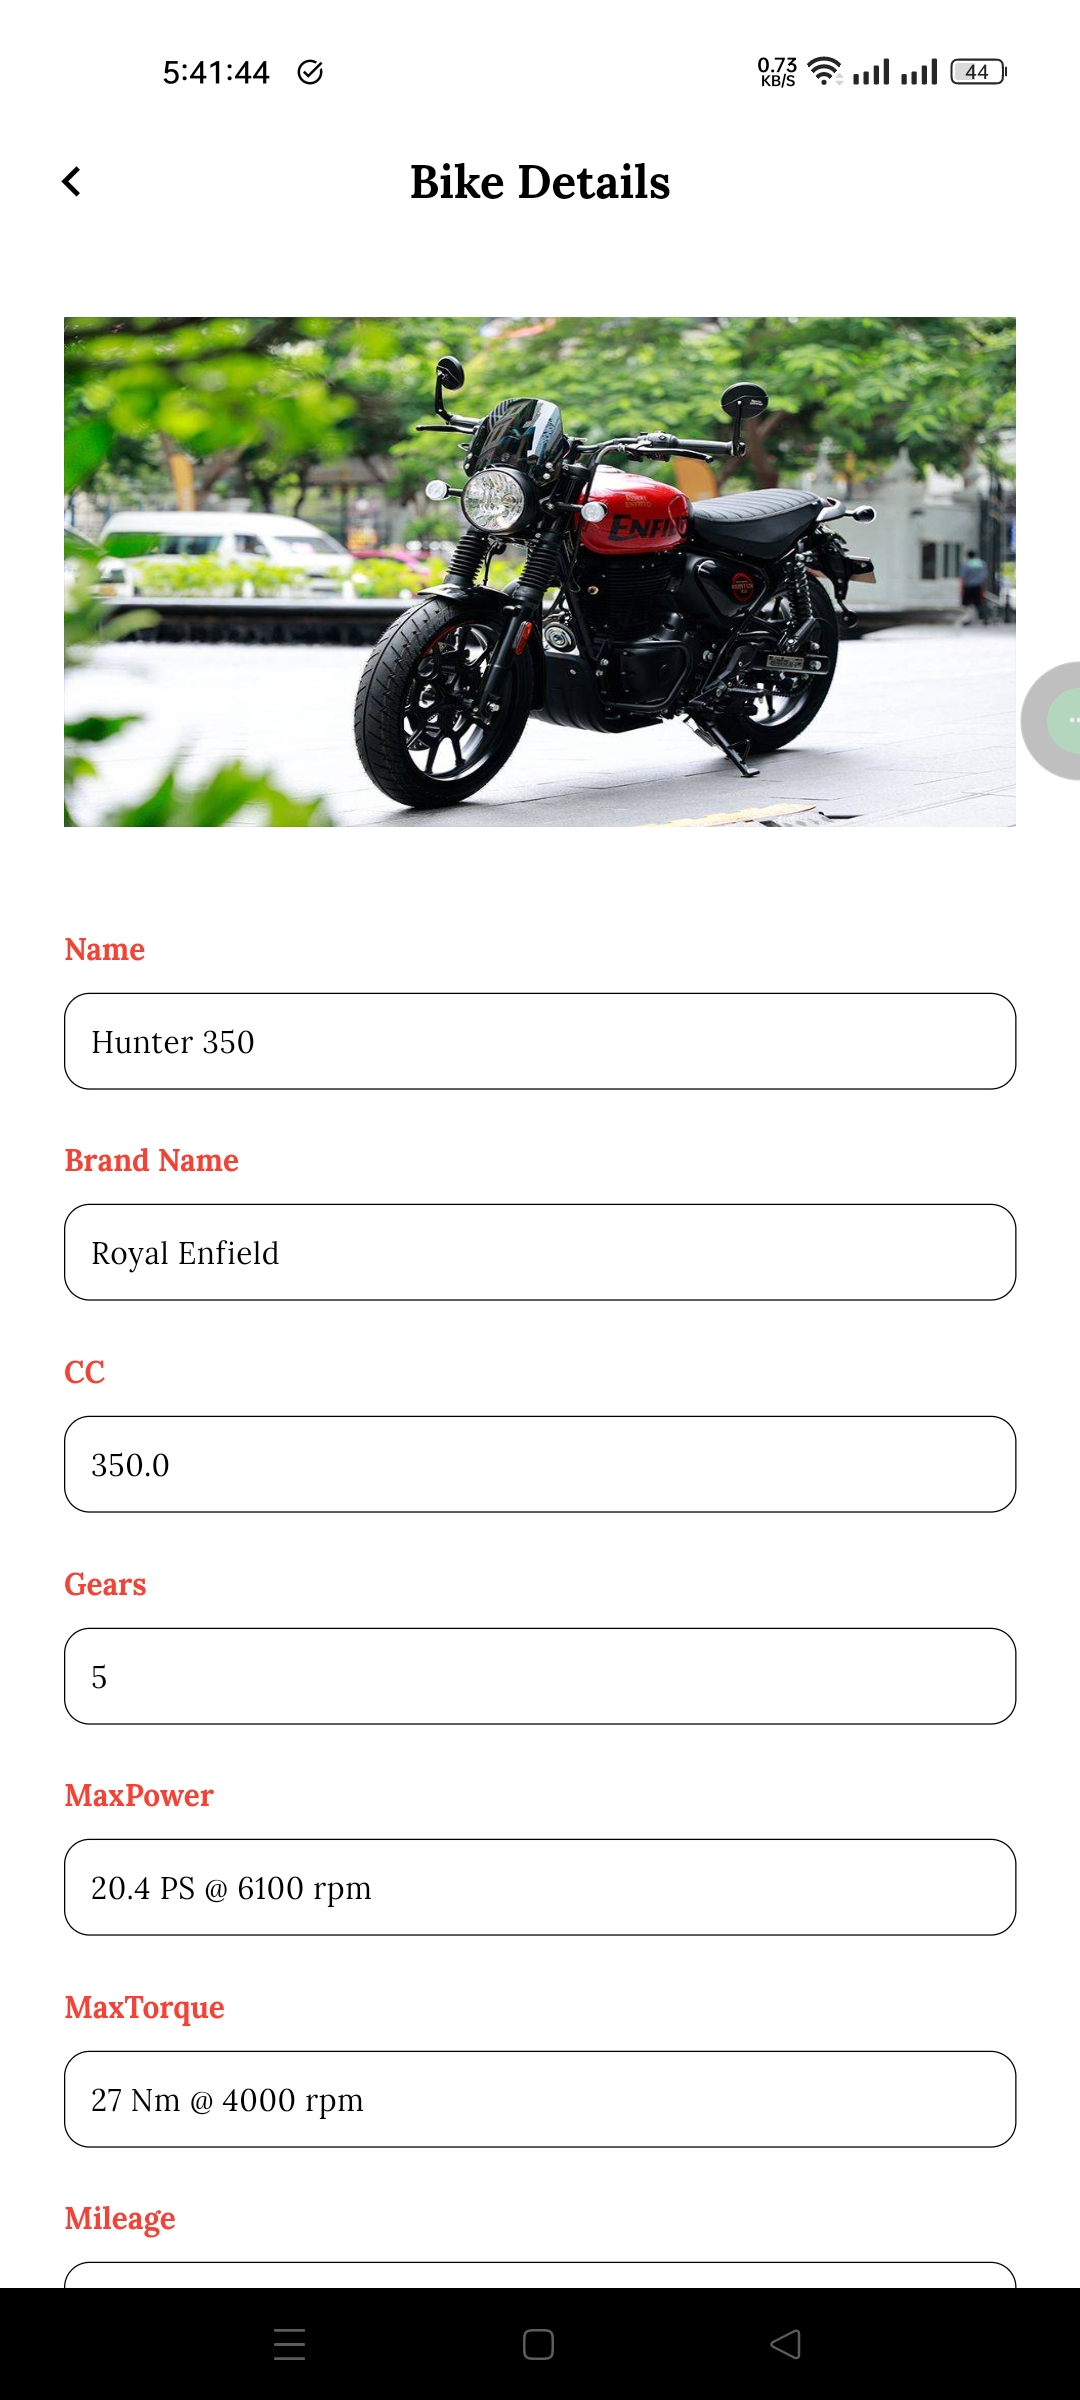 5:41:44
0.73
KB/S
44
Bike Details
ENFI
Name
Hunter 350
Brand Name
Royal Enfield
CC
350.0
Gears
5
MaxPower
20.4 PS @ 6100 rpm
MaxTorque
27 Nm @ 4000 rpm
Mileage